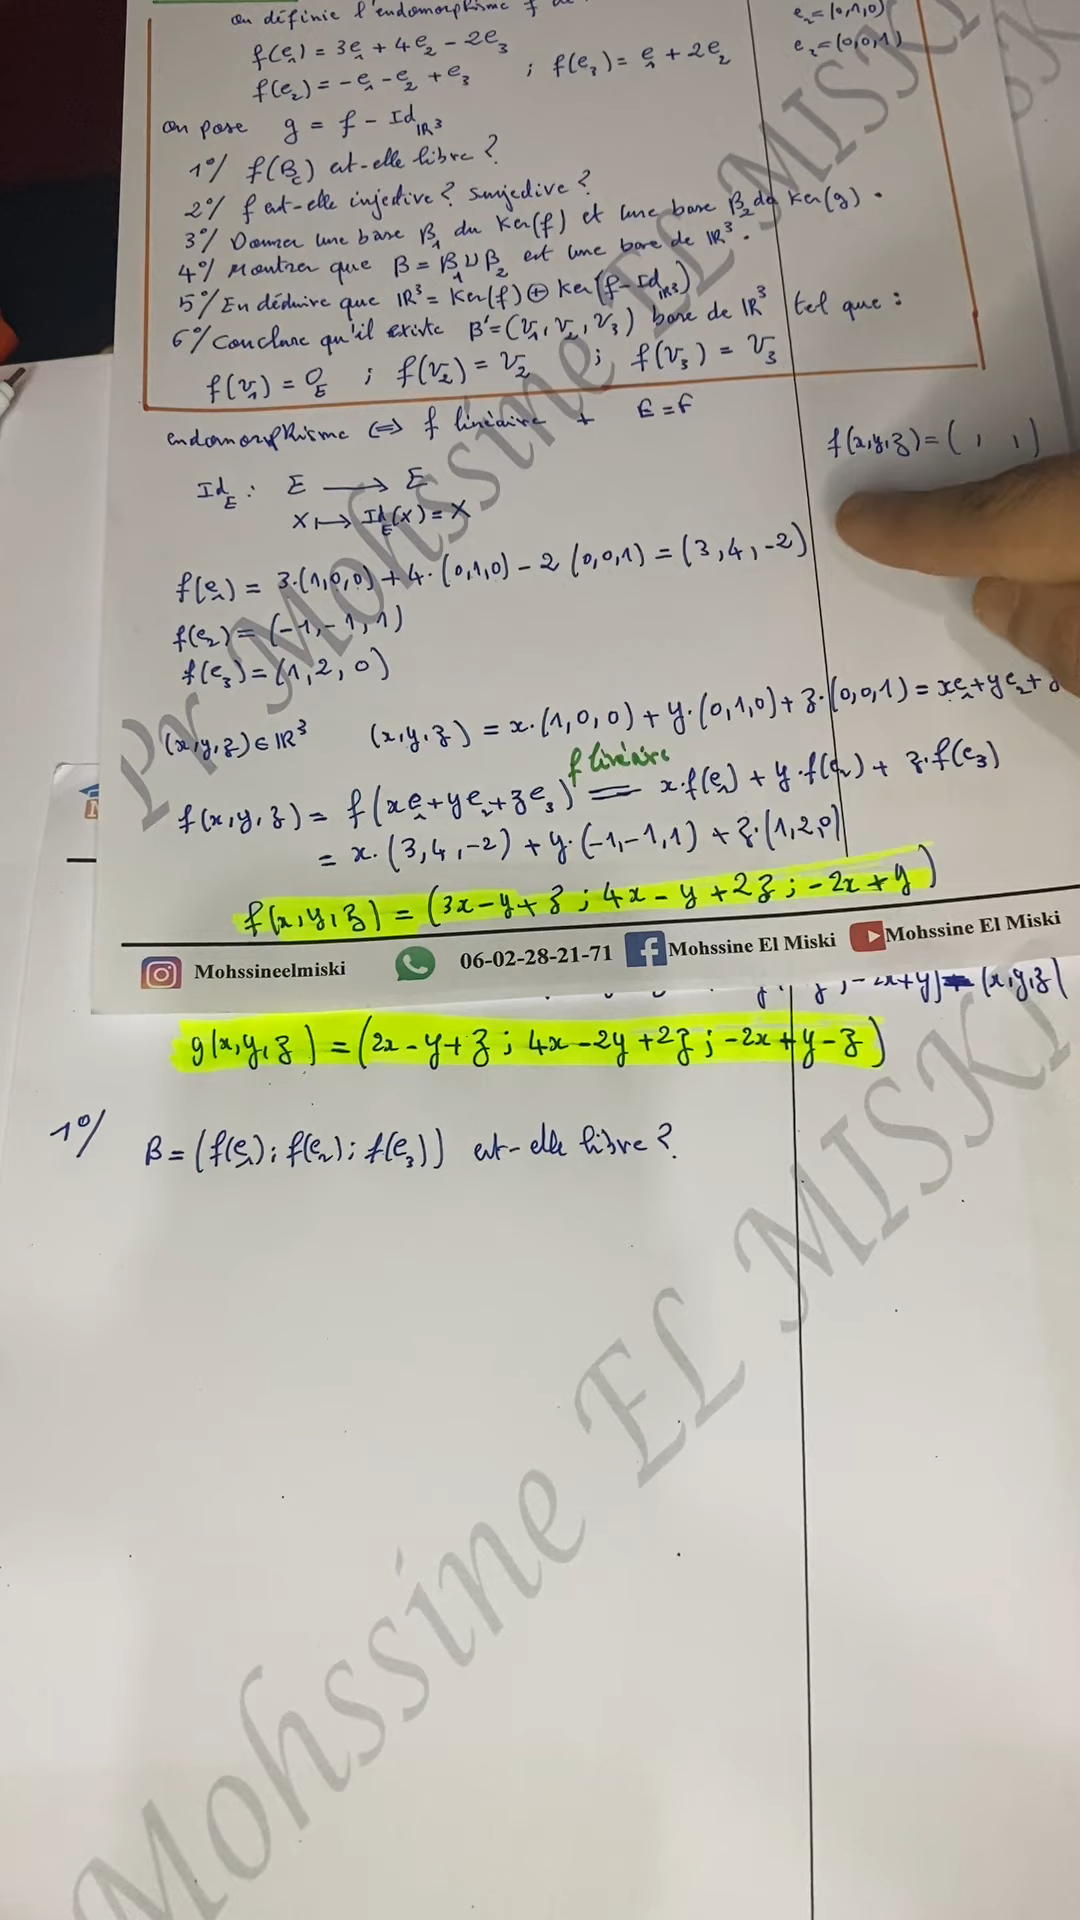 On définie l'endomorphisme f de
e₂=(0,1,0)
f(e₁) = 3e₁ + 4e₂ - 2e₃
e₂=(0,0,1)
f(e₂) = -e₁ - e₂ + e₃ ; f(e₃) = e₁ + 2e₂
On pose g = f - Id_IR³
1°/ f(B_c) est-elle libre ?
2°/ f est-elle injective ? surjective ?
3°/ Donner une base β₁ du Ker(f) et une base β₂ de Ker(g).
4°/ Montrer que β = β₁∪β₂ est une base de IR³.
5°/ En déduire que IR³ = Ker(f) ⊕ Ker(f-Id_IR³)
6°/ Conclure qu'il existe β'=(V₁,V₂,V₃) base de IR³ tel que :
f(V₁) = 0_E ; f(V₂) = V₂ ; f(V₃) = V₃
endomorphisme ⟺ f linéaire + E=F
f(x,y,z)=( , , )
Id_E : E → E
X ↦ Id_E(X) = X
f(e₁) = 3·(1,0,0)+4·(0,1,0)-2(0,0,1) = (3,4,-2)
f(e₂) = (-1,-1,1)
f(e₃) = (1,2,0)
(x,y,z)∈IR³ (x,y,z) = x·(1,0,0)+y·(0,1,0)+z·(0,0,1) = xe₁+ye₂+z
f linéaire
f(x,y,z) = f(xe₁+ye₂+ze₃) = x·f(e₁) + y·f(e₂) + z·f(e₃)
= x·(3,4,-2) + y·(-1,-1,1) + z·(1,2,0)
f(x,y,z) = (3x-y+z ; 4x-y+2z ; -2x+y)
Mohssineelmiski 06-02-28-21-71 Mohssine El Miski Mohssine El Miski
-2x+y)-(x,y,z)
g(x,y,z) = (2x-y+z ; 4x-2y+2z ; -2x+y-z)
1°/ β = (f(e₁); f(e₂); f(e₃)) est-elle libre ?
Pr Mohssine EL MISKI
Mohssine EL MISKI